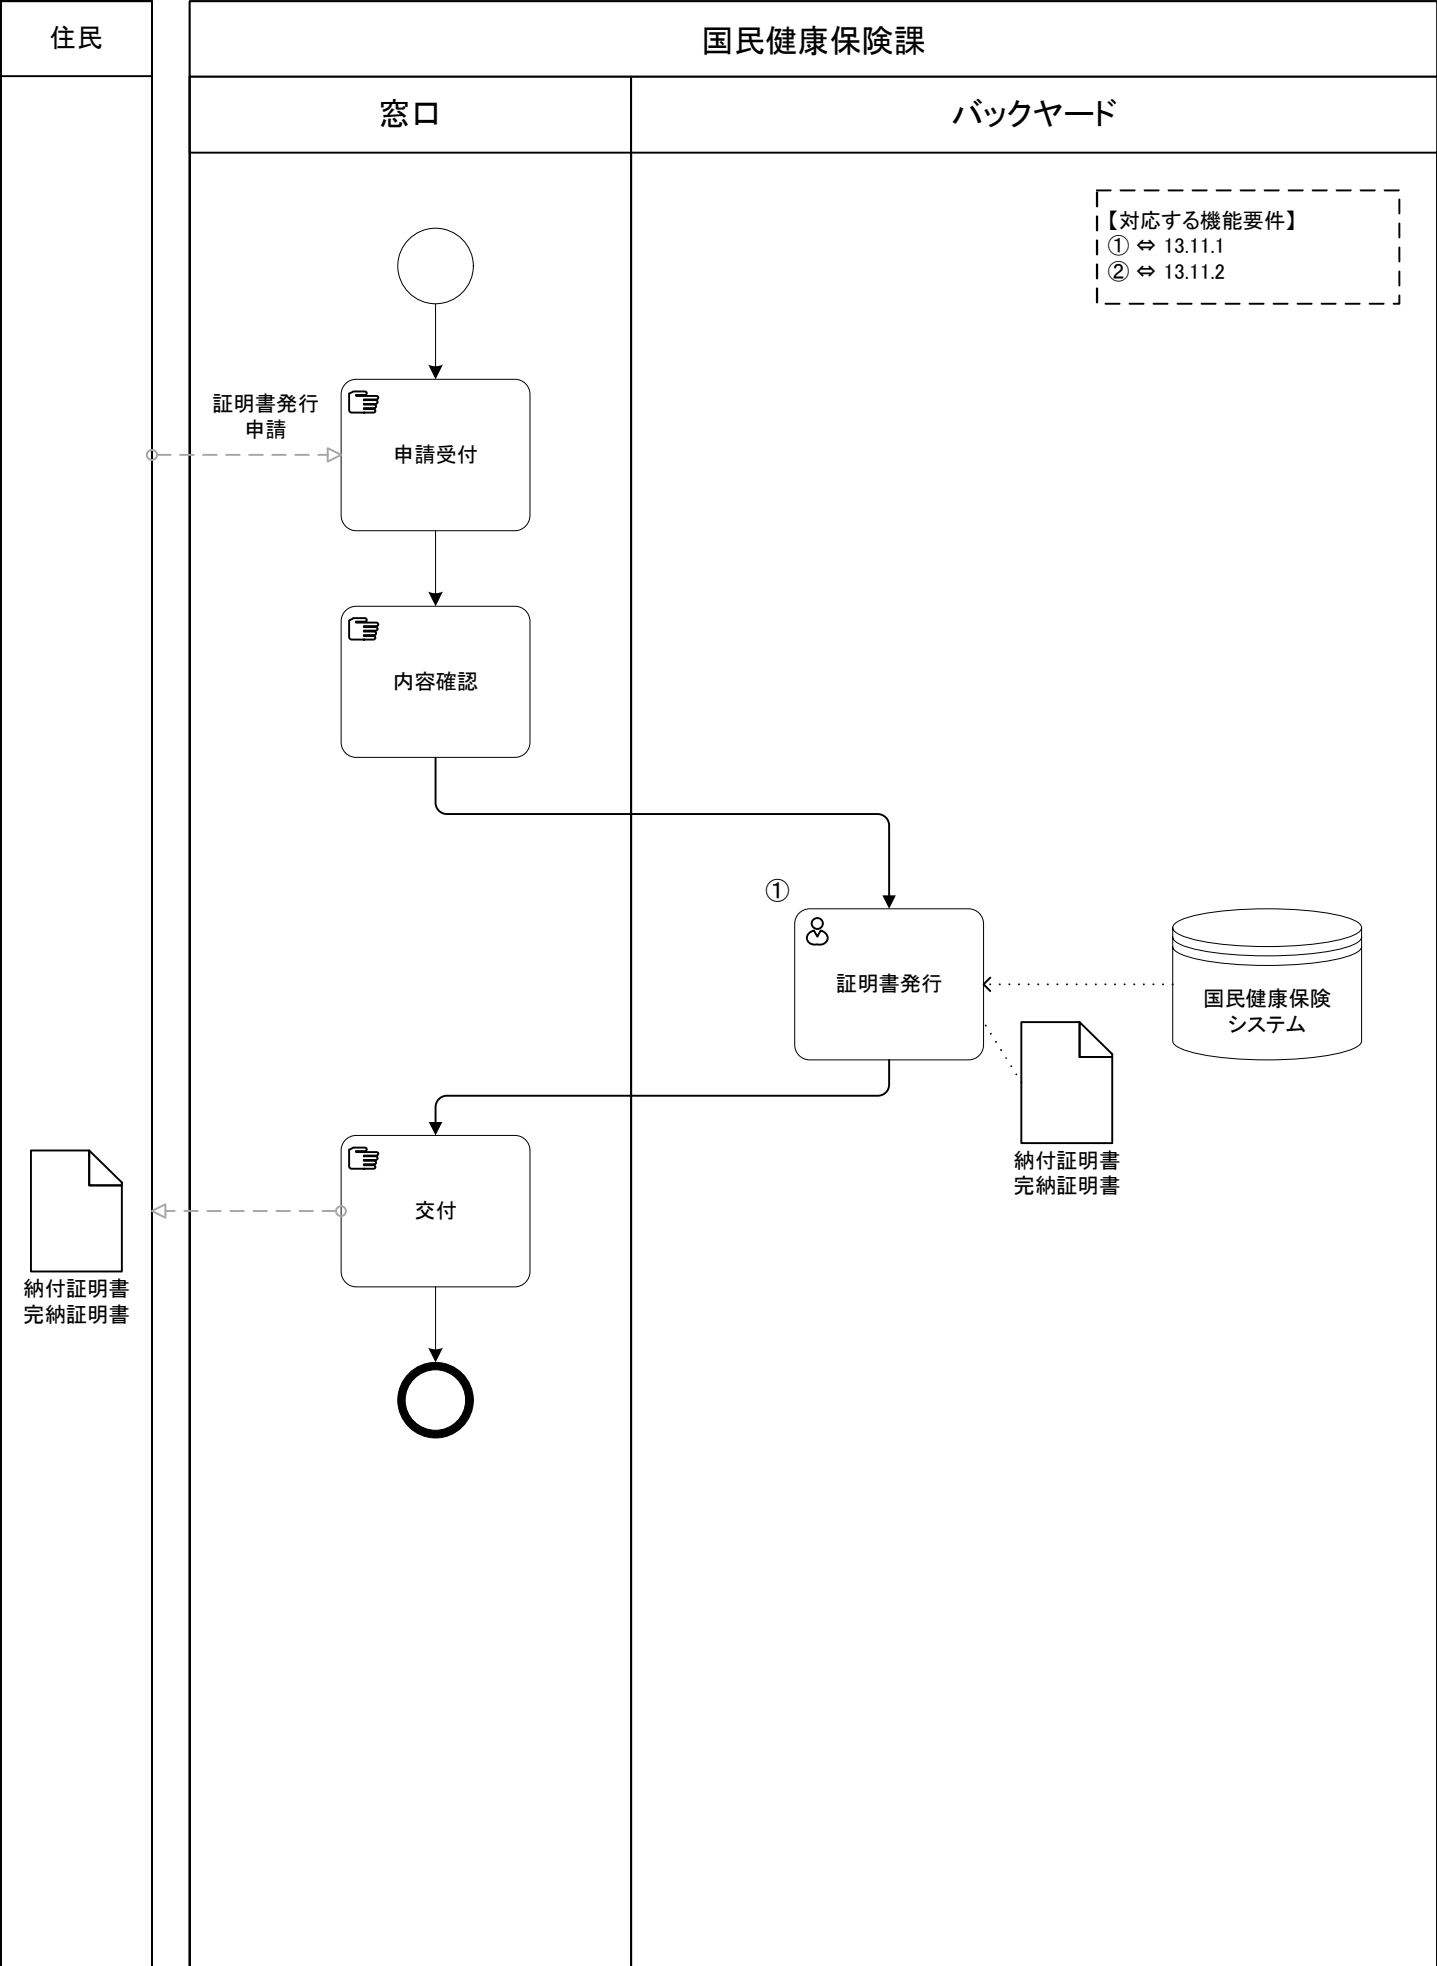 住民
国民健康保険課
窓口
バックヤード
【対応する機能要件】
① ⇔ 13.11.1
② ⇔ 13.11.2
証明書発行
申請
申請受付
内容確認
①
証明書発行
国民健康保険
システム
納付証明書
完納証明書
交付
納付証明書
完納証明書